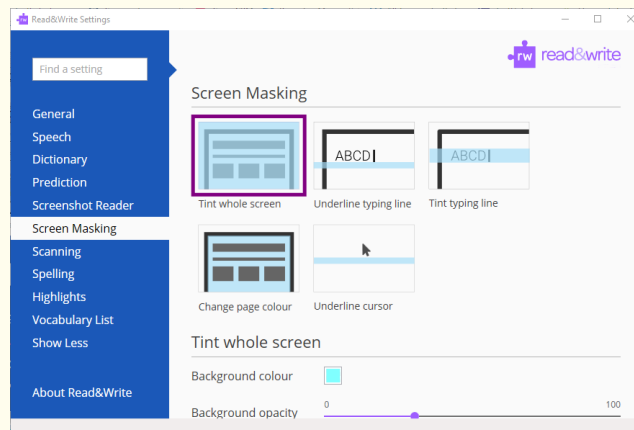 Read&Write Settings
rw read&write
Find a setting
General
Speech
Dictionary
Prediction
Screenshot Reader
Screen Masking
Scanning
Spelling
Highlights
Vocabulary List
Show Less
About Read&Write
Screen Masking
ABCD
ABCD
Tint whole screen
Underline typing line
Tint typing line
Change page colour
Underline cursor
Tint whole screen
Background colour
0
100
Background opacity